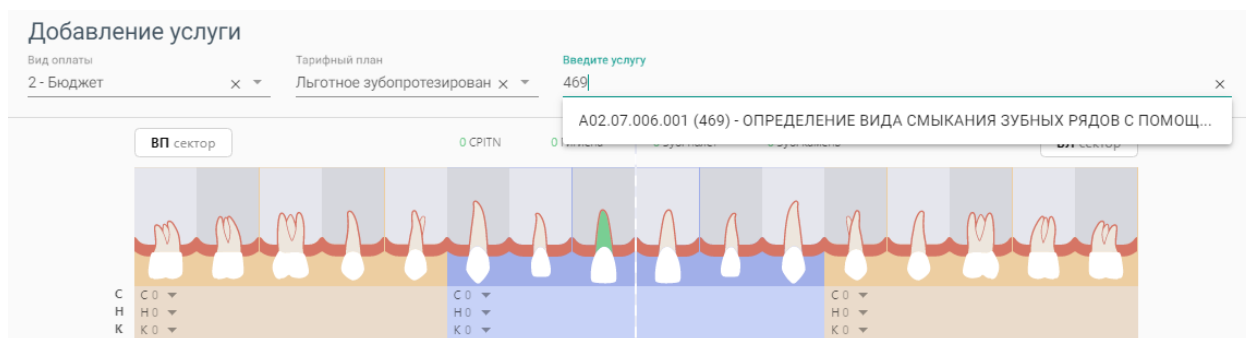 Добавление услуги
Вид оплаты Тарифный план Введите услугу
2 - Бюджет Льготное зубопротезирован 469
A02.07.006.001 (469) - ОПРЕДЕЛЕНИЕ ВИДА СМЫКАНИЯ ЗУБНЫХ РЯДОВ С ПОМОЩ...
ВП сектор 0 CPITN
С С 0 С 0 С 0
Н Н 0 Н 0 Н 0
К К 0 К 0 К 0